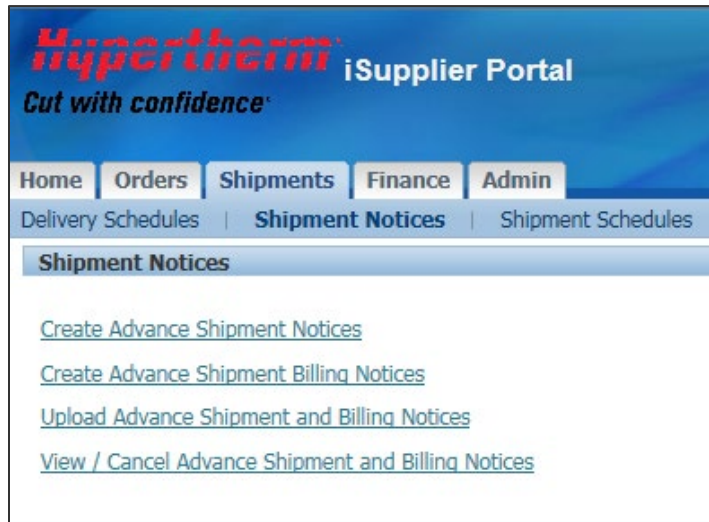 Hypertherm
iSupplier Portal
Cut with confidence
Home Orders Shipments Finance Admin
Delivery Schedules | Shipment Notices | Shipment Schedules
Shipment Notices
Create Advance Shipment Notices
Create Advance Shipment Billing Notices
Upload Advance Shipment and Billing Notices
View / Cancel Advance Shipment and Billing Notices